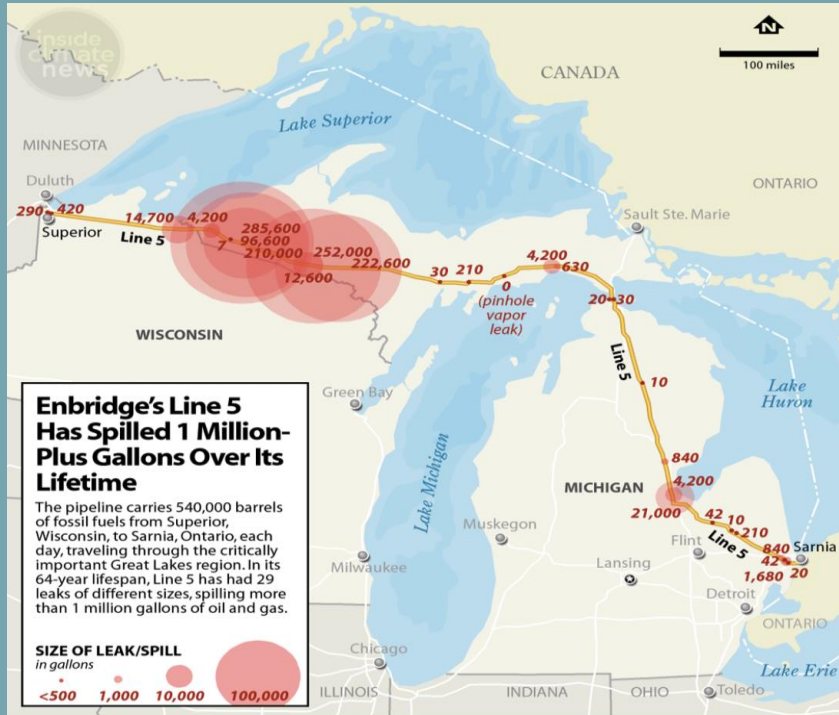 inside
climate
news
N
100 miles
CANADA
Lake Superior
MINNESOTA
ONTARIO
Duluth
Sault Ste. Marie
290
420
14,700
4,200
285,600
Superior
Line 5
7
96,600
210,000
252,000
222,600
12,600
30
210
0
(pinhole
vapor
leak)
4,200
630
20
30
WISCONSIN
Line 5
10
Green Bay
Lake
Huron
Lake Michigan
840
MICHIGAN
4,200
21,000
42
10
210
Line 5
840
42
1,680
20
Sarnia
Muskegon
Flint
Milwaukee
Lansing
Detroit
ONTARIO
Chicago
Lake Erie
ILLINOIS
INDIANA
OHIO
Toledo
Enbridge's Line 5
Has Spilled 1 Million-
Plus Gallons Over Its
Lifetime
The pipeline carries 540,000 barrels
of fossil fuels from Superior,
Wisconsin, to Sarnia, Ontario, each
day, traveling through the critically
important Great Lakes region. In its
64-year lifespan, Line 5 has had 29
leaks of different sizes, spilling more
than 1 million gallons of oil and gas.
SIZE OF LEAK/SPILL
in gallons
<500
1,000
10,000
100,000